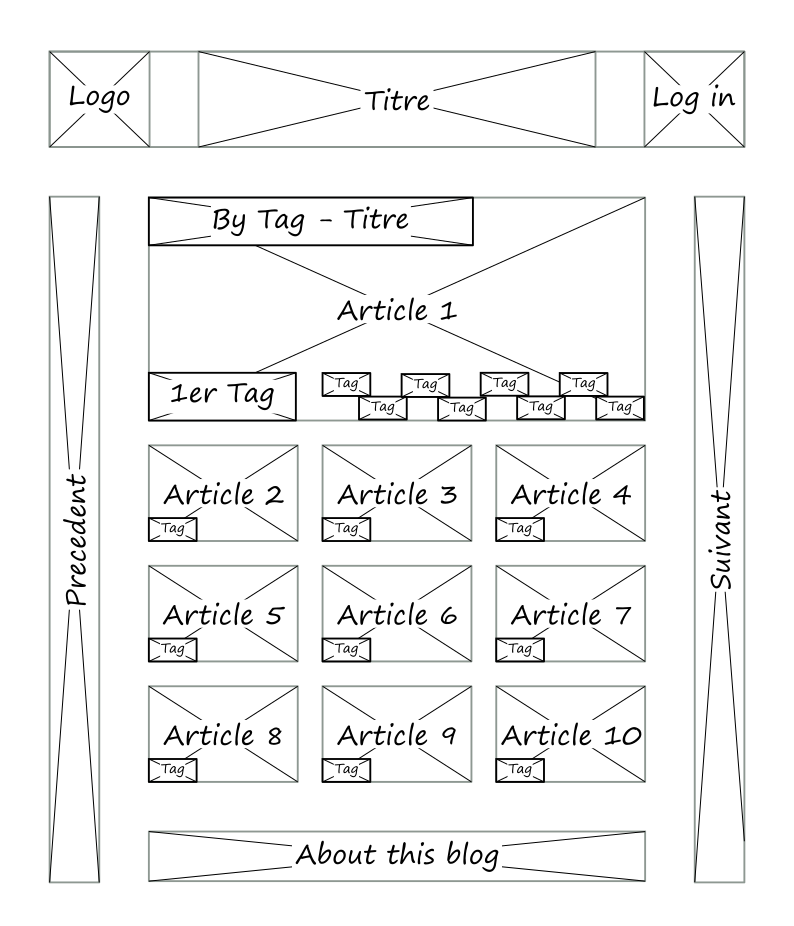 Logo
Titre
Log in
Precedent
By Tag - Titre
Article 1
1er Tag
Tag
Tag
Tag
Tag
Tag
Tag
Tag
Tag
Article 2
Tag
Article 3
Tag
Article 4
Tag
Article 5
Tag
Article 6
Tag
Article 7
Tag
Article 8
Tag
Article 9
Tag
Article 10
Tag
About this blog
Suivant